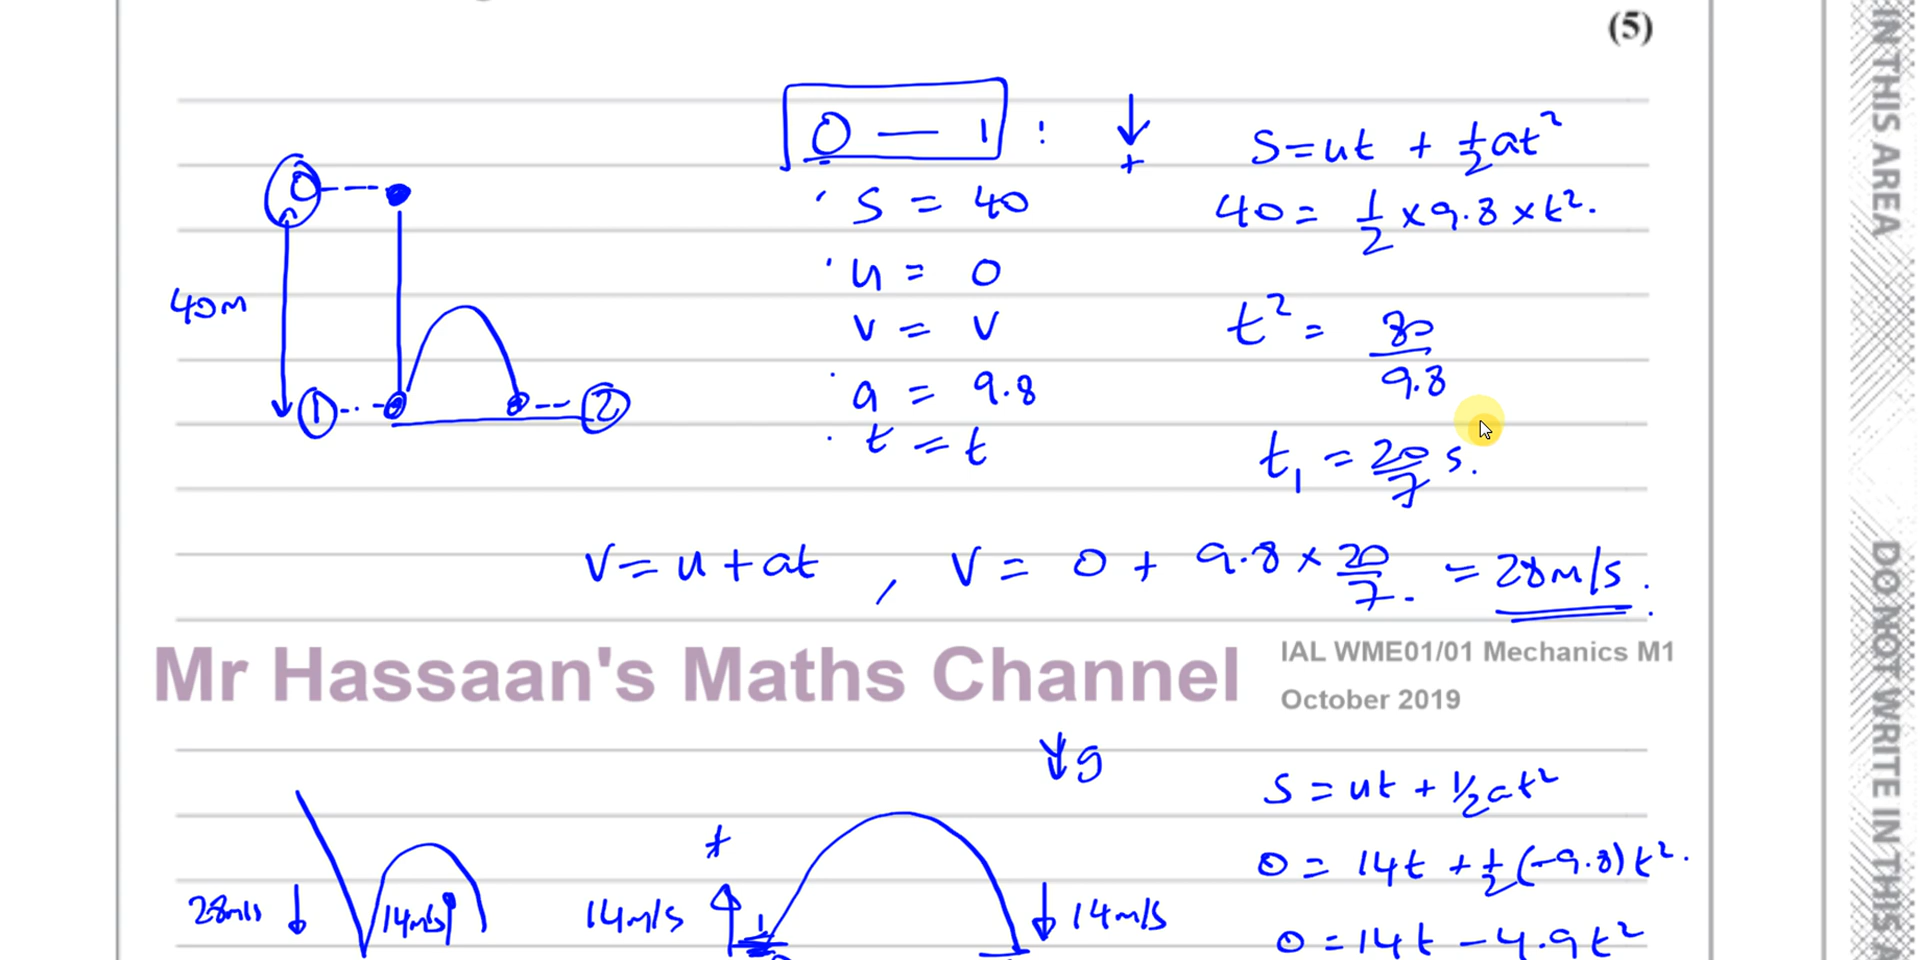 (5)
0 — 1 : ↓ +
S = ut + ½at²
0
s = 40
40 = ½ × 9.8 × t².
u = 0
40m
v = v
t² = 80/9.8
a = 9.8
1 2
t = t
t₁ = 20/7 s.
v = u + at , v = 0 + 9.8 × 20/7. = 28m/s.
Mr Hassaan's Maths Channel
IAL WME01/01 Mechanics M1
October 2019
↓g
S = ut + ½at²
+
0 = 14t + ½(-9.8)t².
28m/s ↓ 14m/s
14m/s ↓ 14m/s
0 = 14t - 4.9t²
IN THIS AREA
DO NOT WRITE IN THIS A